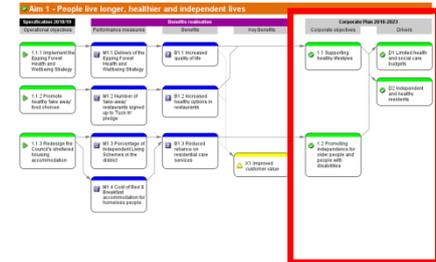 Aim 1 - People live longer, healthier and independent lives
Specification 2018/19
Benefits realisation
Corporate Plan 2018-2023
Operational objectives
Performance measures
Benefits
Key Benefits
Corporate objectives
Drivers
1.1.1 Implement the
Epping Forest
Health and
Wellbeing Strategy
M1.1 Delivery of the
Epping Forest
Health and
Wellbeing Strategy
B1.1 Increased
quality of life
1.1 Supporting
healthy lifestyles
D1 Limited health
and social care
budgets
1.1.2 Promote
healthy 'take away'
food choices
M1.2 Number of
'take-away'
restaurants signed
up to 'Tuck in'
pledge
B1.2 Increased
healthy options in
restaurants
D2 Independent
and healthy
residents
1.1.3 Redesign the
Council's sheltered
housing
accommodation
M1.3 Percentage of
Independent Living
Schemes in the
district
B1.3 Reduced
reliance on
residential care
services
K1 Improved
customer value
1.2 Promoting
independence for
older people and
people with
disabilities
M1.4 Cost of Bed &
Breakfast
accommodation for
homeless people